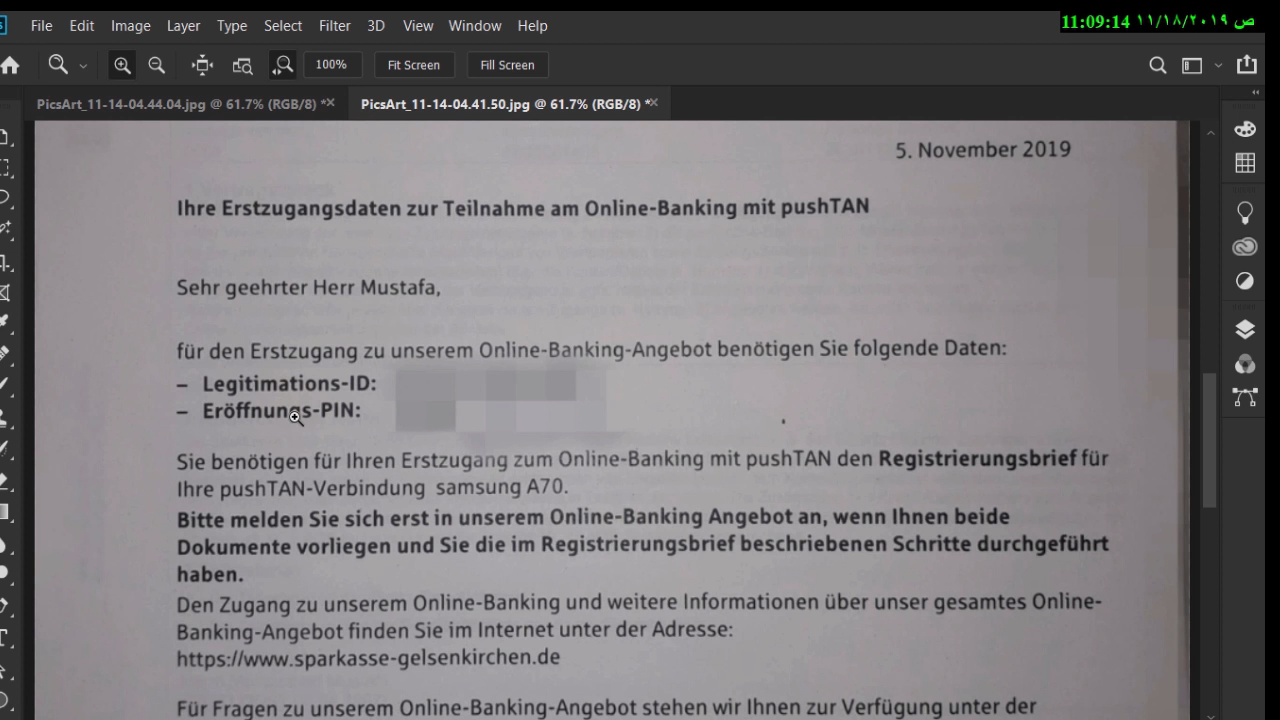 File Edit Image Layer Type Select Filter 3D View Window Help
11:09:14 ص ١١/١٨/٢٠١٩
100% Fit Screen Fill Screen
PicsArt_11-14-04.44.04.jpg @ 61.7% (RGB/8) * PicsArt_11-14-04.41.50.jpg @ 61.7% (RGB/8) *
5. November 2019
Ihre Erstzugangsdaten zur Teilnahme am Online-Banking mit pushTAN
Sehr geehrter Herr Mustafa,
für den Erstzugang zu unserem Online-Banking-Angebot benötigen Sie folgende Daten:
– Legitimations-ID:
– Eröffnungs-PIN:
Sie benötigen für Ihren Erstzugang zum Online-Banking mit pushTAN den Registrierungsbrief für
Ihre pushTAN-Verbindung samsung A70.
Bitte melden Sie sich erst in unserem Online-Banking Angebot an, wenn Ihnen beide
Dokumente vorliegen und Sie die im Registrierungsbrief beschriebenen Schritte durchgeführt
haben.
Den Zugang zu unserem Online-Banking und weitere Informationen über unser gesamtes Online-
Banking-Angebot finden Sie im Internet unter der Adresse:
https://www.sparkasse-gelsenkirchen.de
Für Fragen zu unserem Online-Banking-Angebot stehen wir Ihnen zur Verfügung unter der